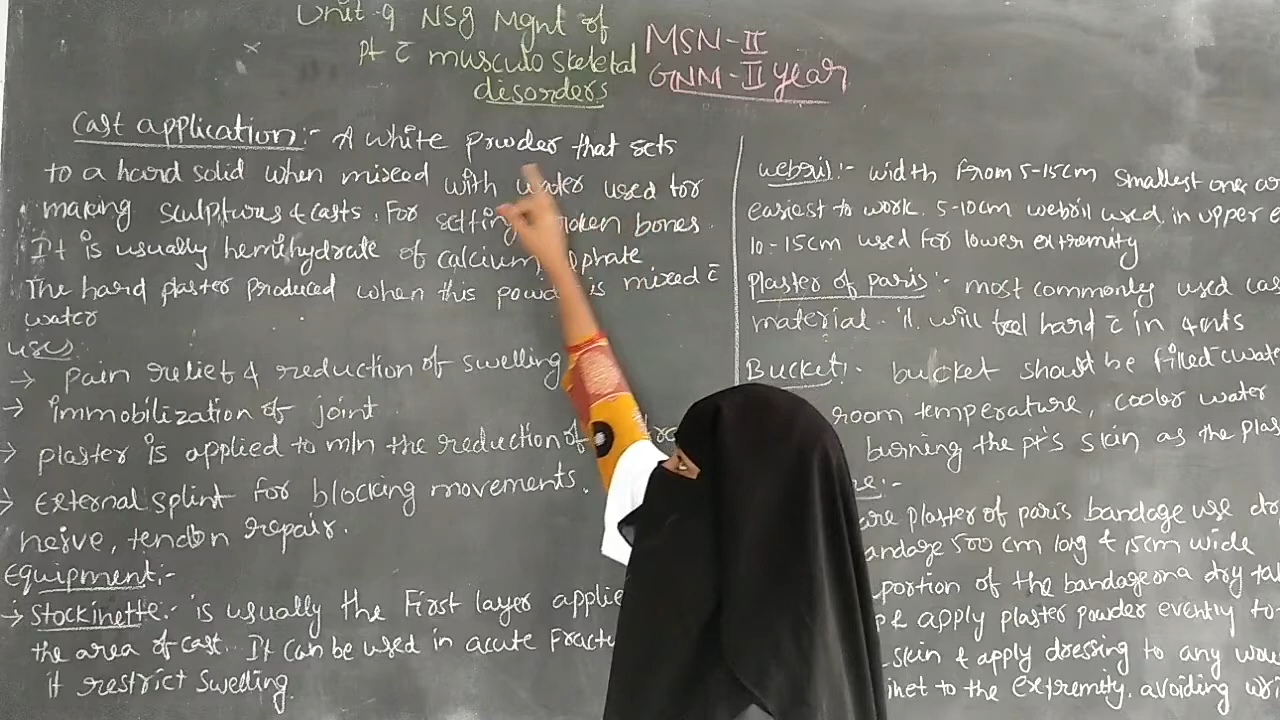 Unit-9 Nsg Mgnt of
Pt c̄ musculo skeletal
disorders
MSN-II
GNM-II year
Cast application:- A white powder that sets
to a hard solid when mixed with water used for
making sculptures & casts. For setting broken bones.
It is usually hemihydrate of calcium
The hard plaster produced when this is mixed c̄
water
uses
→ Pain relief & reduction of swelling
→ immobilization of joint
→ plaster is applied to m/n the reduction of
→ External splint for blocking movements.
nerve, tendon repair.
Equipment:-
→ Stockinette:- is usually the First layer
the area of cast. It can be used in acute
it restrict swelling.
webril:- width from 5-15cm smallest one
easiest to work. 5-10cm webril used in upper
10-15cm used for lower extremity
Plaster of paris:- most commonly used
material. will feel hard c̄ in 4 mts
Bucket:- bucket should be filled c̄
room temperature, cooler water
burning the pt's skin as the
plaster of paris bandage use
500 cm long & 15cm wide
portion of the bandage on a dry
& apply plaster powder evently to
skin & apply dressing to any
to the extremity. avoiding